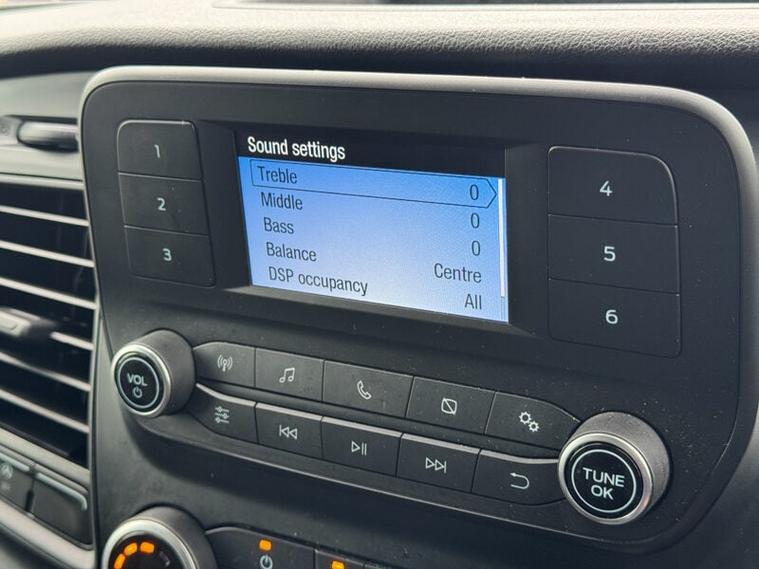 Sound settings
Treble 0
Middle 0
Bass 0
Balance Centre
DSP occupancy All
1
2
3
4
5
6
VOL
TUNE
OK